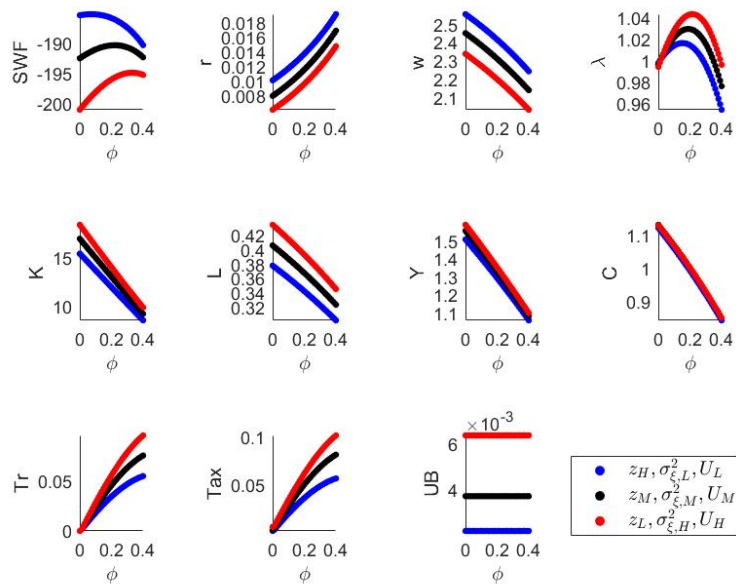 SWF
-190
-195
-200
0 0.2 0.4
ϕ
r
0.018
0.016
0.014
0.012
0.01
0.008
0 0.2 0.4
ϕ
w
2.5
2.4
2.3
2.2
2.1
0 0.2 0.4
ϕ
λ
1.04
1.02
1
0.98
0.96
0 0.2 0.4
ϕ
K
15
10
0 0.2 0.4
ϕ
L
0.42
0.4
0.38
0.36
0.34
0.32
0 0.2 0.4
ϕ
Y
1.5
1.4
1.3
1.2
1.1
0 0.2 0.4
ϕ
C
1.1
1
0.9
0 0.2 0.4
ϕ
Tr
0.05
0
0 0.2 0.4
ϕ
Tax
0.1
0.05
0 0.2 0.4
ϕ
UB
× 10⁻³
6
4
0 0.2 0.4
ϕ
z_H, σ²_{ξ,L}, U_L
z_M, σ²_{ξ,M}, U_M
z_L, σ²_{ξ,H}, U_H